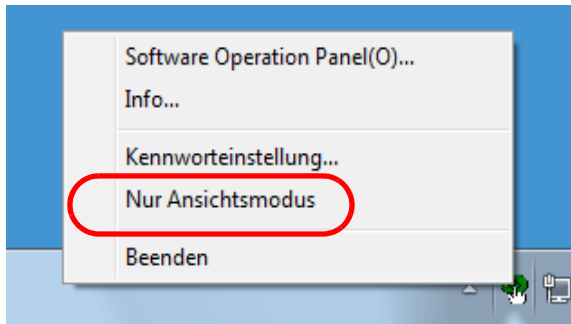 Software Operation Panel(O)...
Info...
Kennworteinstellung...
Nur Ansichtsmodus
Beenden